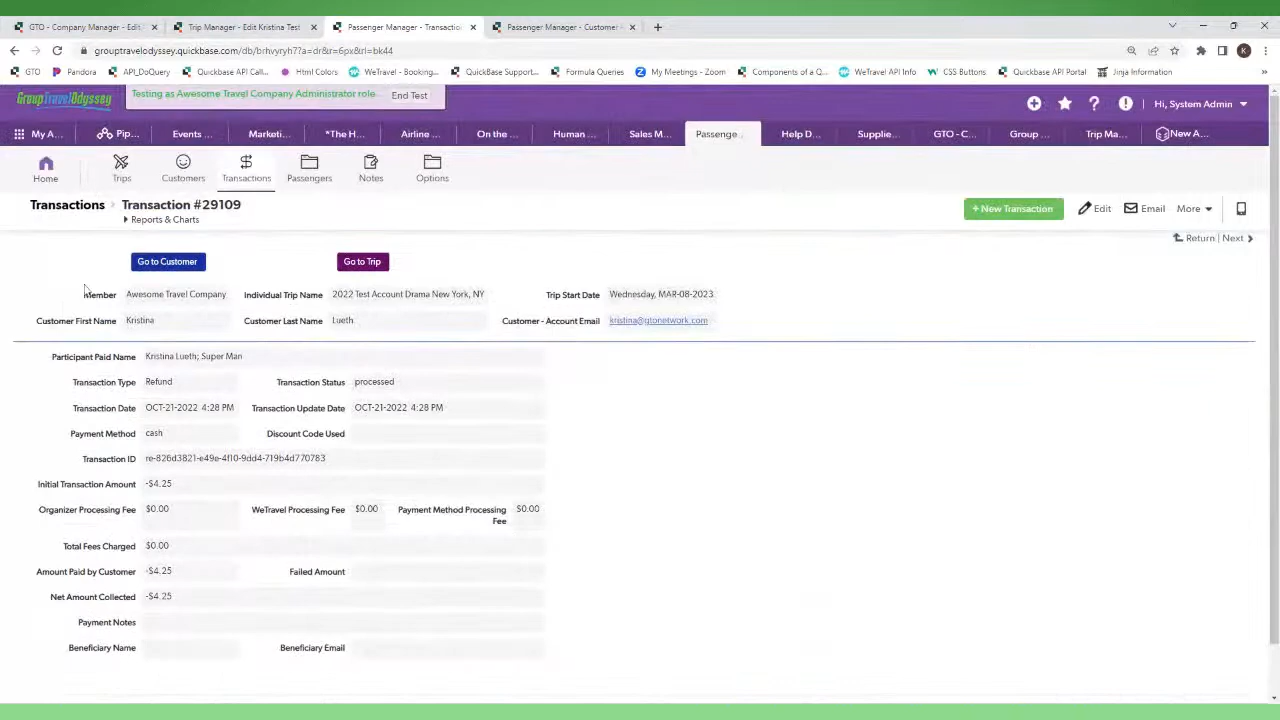 GTO - Company Manager - Edit
Trip Manager - Edit Kristina Test
Passenger Manager - Transactio
Passenger Manager - Customer
grouptravelodyssey.quickbase.com/db/brhvyryh7?a=dr&r=6px&rl=bk44
K
GTO
Pandora
API_DoQuery
Quickbase API Call...
Html Colors
WeTravel - Booking...
QuickBase Support...
Formula Queries
My Meetings - Zoom
Components of a Q...
WeTravel API Info
CSS Buttons
Quickbase API Portal
Jinja Information
GroupTravelOdyssey
Testing as Awesome Travel Company Administrator role
End Test
Hi, System Admin
My A...
Pip...
Events ...
Marketi...
*The H...
Airline ...
On the ...
Human ...
Sales M...
Passenge...
Help D...
Supplie...
GTO - C...
Group ...
Trip Ma...
New A...
Home
Trips
Customers
Transactions
Passengers
Notes
Options
Transactions
Transaction #29109
Reports & Charts
+ New Transaction
Edit
Email
More
Return | Next
Go to Customer
Go to Trip
Member Awesome Travel Company Individual Trip Name 2022 Test Account Drama New York, NY Trip Start Date Wednesday, MAR-08-2023
Customer First Name Kristina Customer Last Name Lueth Customer - Account Email kristina@gtonetwork.com
Participant Paid Name Kristina Lueth; Super Man
Transaction Type Refund Transaction Status processed
Transaction Date OCT-21-2022 4:28 PM Transaction Update Date OCT-21-2022 4:28 PM
Payment Method cash Discount Code Used
Transaction ID re-826d3821-e49e-4f10-9dd4-719b4d770783
Initial Transaction Amount -$4.25
Organizer Processing Fee $0.00 WeTravel Processing Fee $0.00 Payment Method Processing Fee $0.00
Total Fees Charged $0.00
Amount Paid by Customer -$4.25 Failed Amount
Net Amount Collected -$4.25
Payment Notes
Beneficiary Name Beneficiary Email